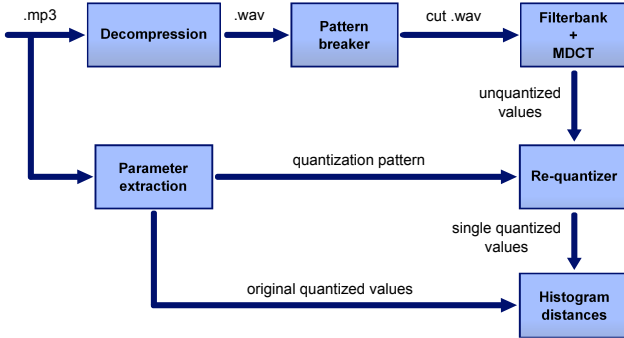 .mp3
Decompression
.wav
Pattern
breaker
cut .wav
Filterbank
+
MDCT
unquantized
values
Parameter
extraction
quantization pattern
Re-quantizer
single quantized
values
original quantized values
Histogram
distances